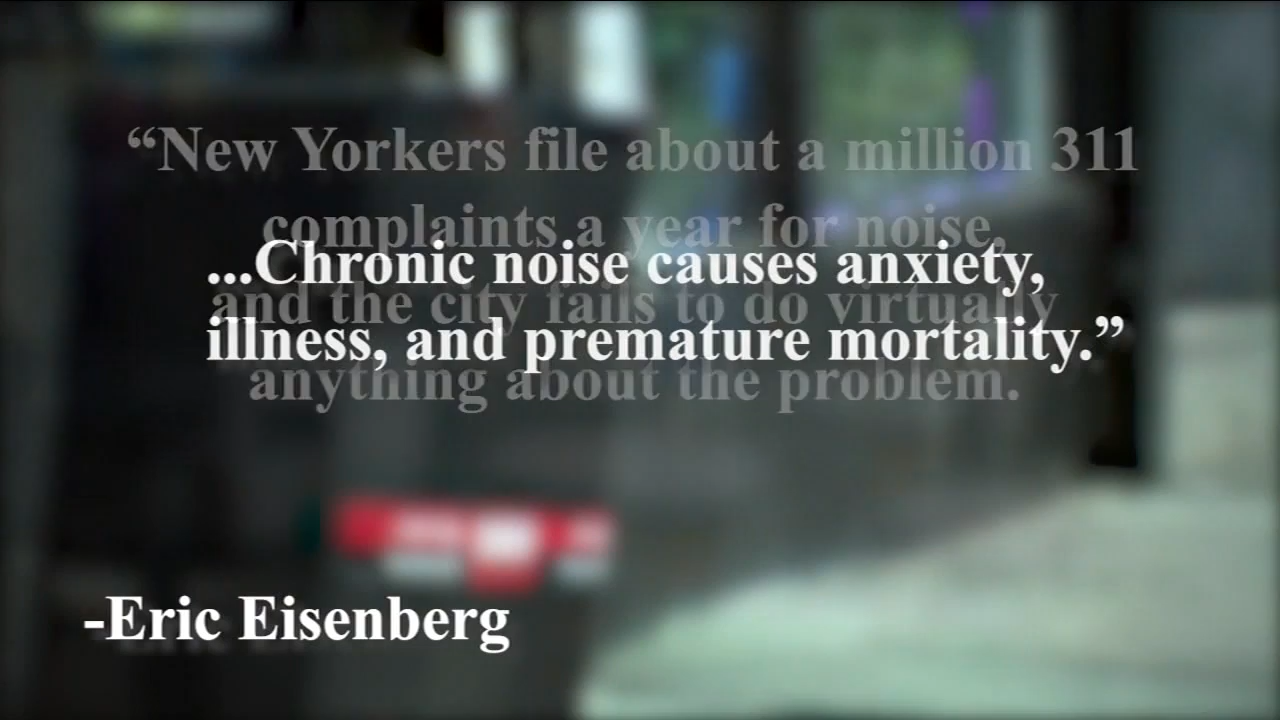 “New Yorkers file about a million 311
complaints a year for noise,
and the city fails to do virtually
anything about the problem.
...Chronic noise causes anxiety,
illness, and premature mortality.”
-Eric Eisenberg